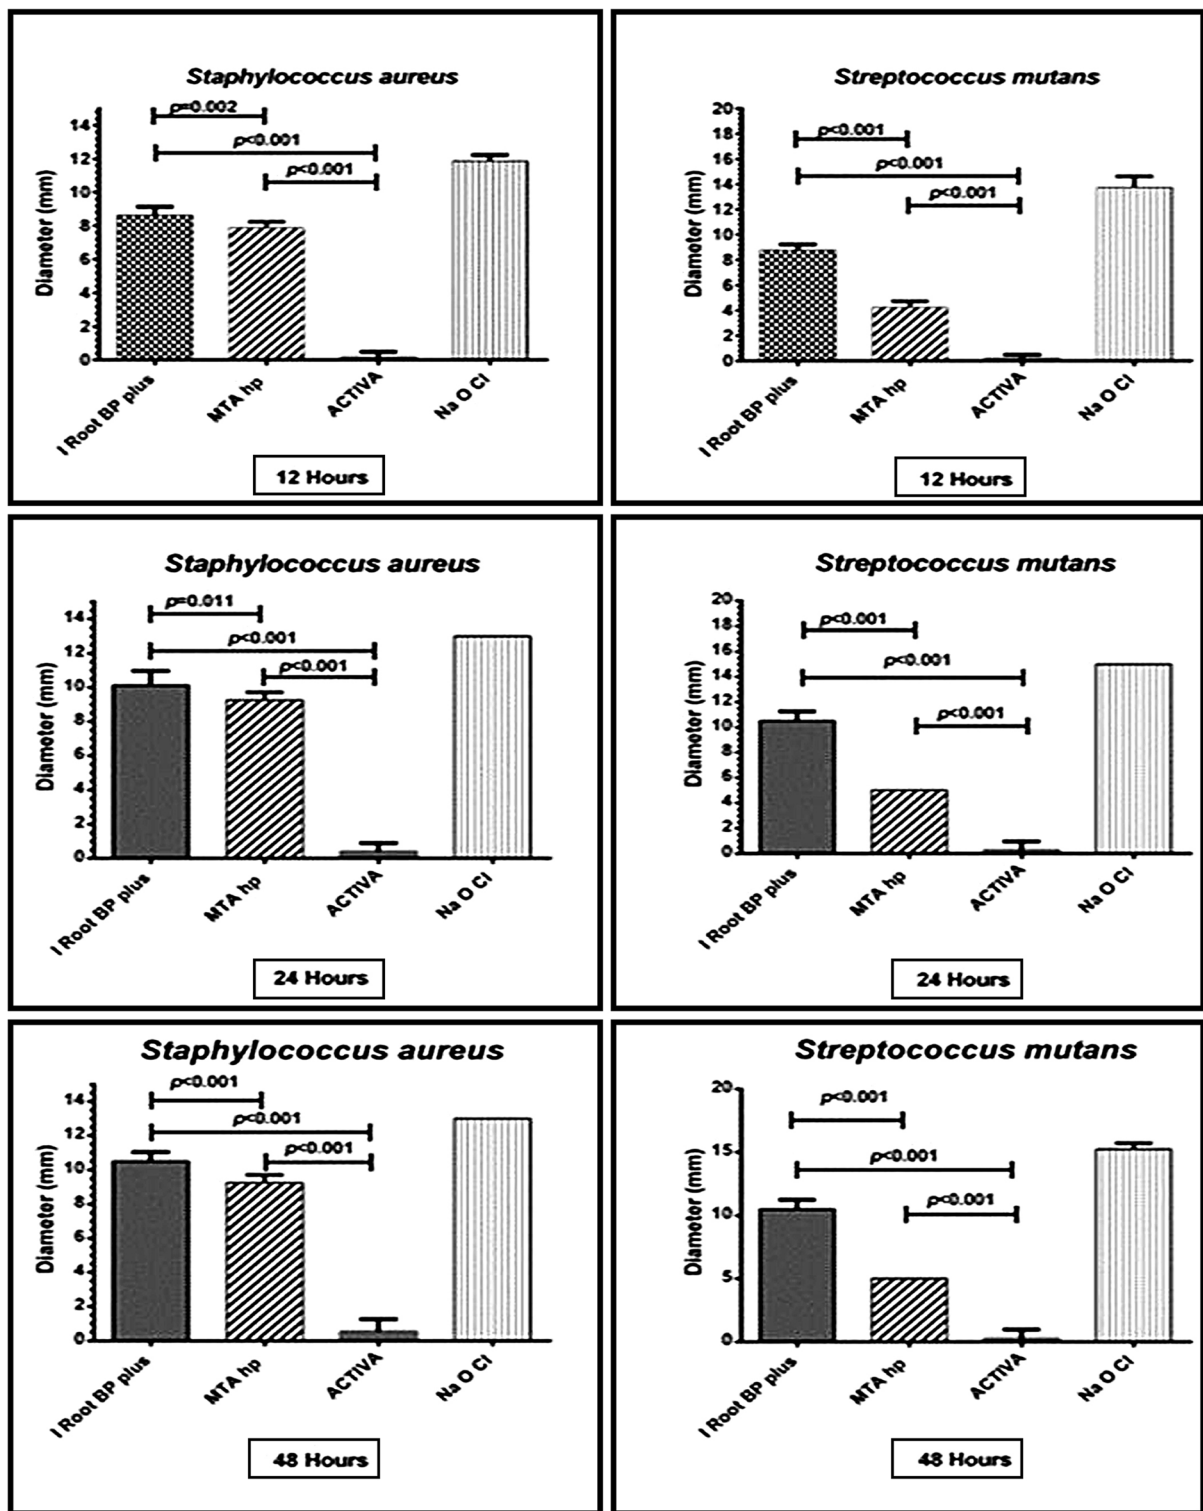 Staphylococcus aureus
p=0.002
p<0.001
p<0.001
Diameter (mm)
14
12
10
8
6
4
2
0
I Root BP plus
MTA hp
ACTIVA
Na O Cl
12 Hours
Streptococcus mutans
p<0.001
p<0.001
p<0.001
Diameter (mm)
20
18
16
14
12
10
8
6
4
2
0
I Root BP plus
MTA hp
ACTIVA
Na O Cl
12 Hours
Staphylococcus aureus
p=0.011
p<0.001
p<0.001
Diameter (mm)
14
12
10
8
6
4
2
0
I Root BP plus
MTA hp
ACTIVA
Na O Cl
24 Hours
Streptococcus mutans
p<0.001
p<0.001
p<0.001
Diameter (mm)
20
18
16
14
12
10
8
6
4
2
0
I Root BP plus
MTA hp
ACTIVA
Na O Cl
24 Hours
Staphylococcus aureus
p<0.001
p<0.001
p<0.001
Diameter (mm)
14
12
10
8
6
4
2
0
I Root BP plus
MTA hp
ACTIVA
Na O Cl
48 Hours
Streptococcus mutans
p<0.001
p<0.001
p<0.001
Diameter (mm)
20
15
10
5
0
I Root BP plus
MTA hp
ACTIVA
Na O Cl
48 Hours